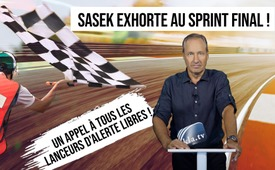 SASEK EXHORTE AU SPRINT FINAL !
UN APPEL À TOUS LES
LANCEURS D'ALERTE LIBRES !
kla.tv